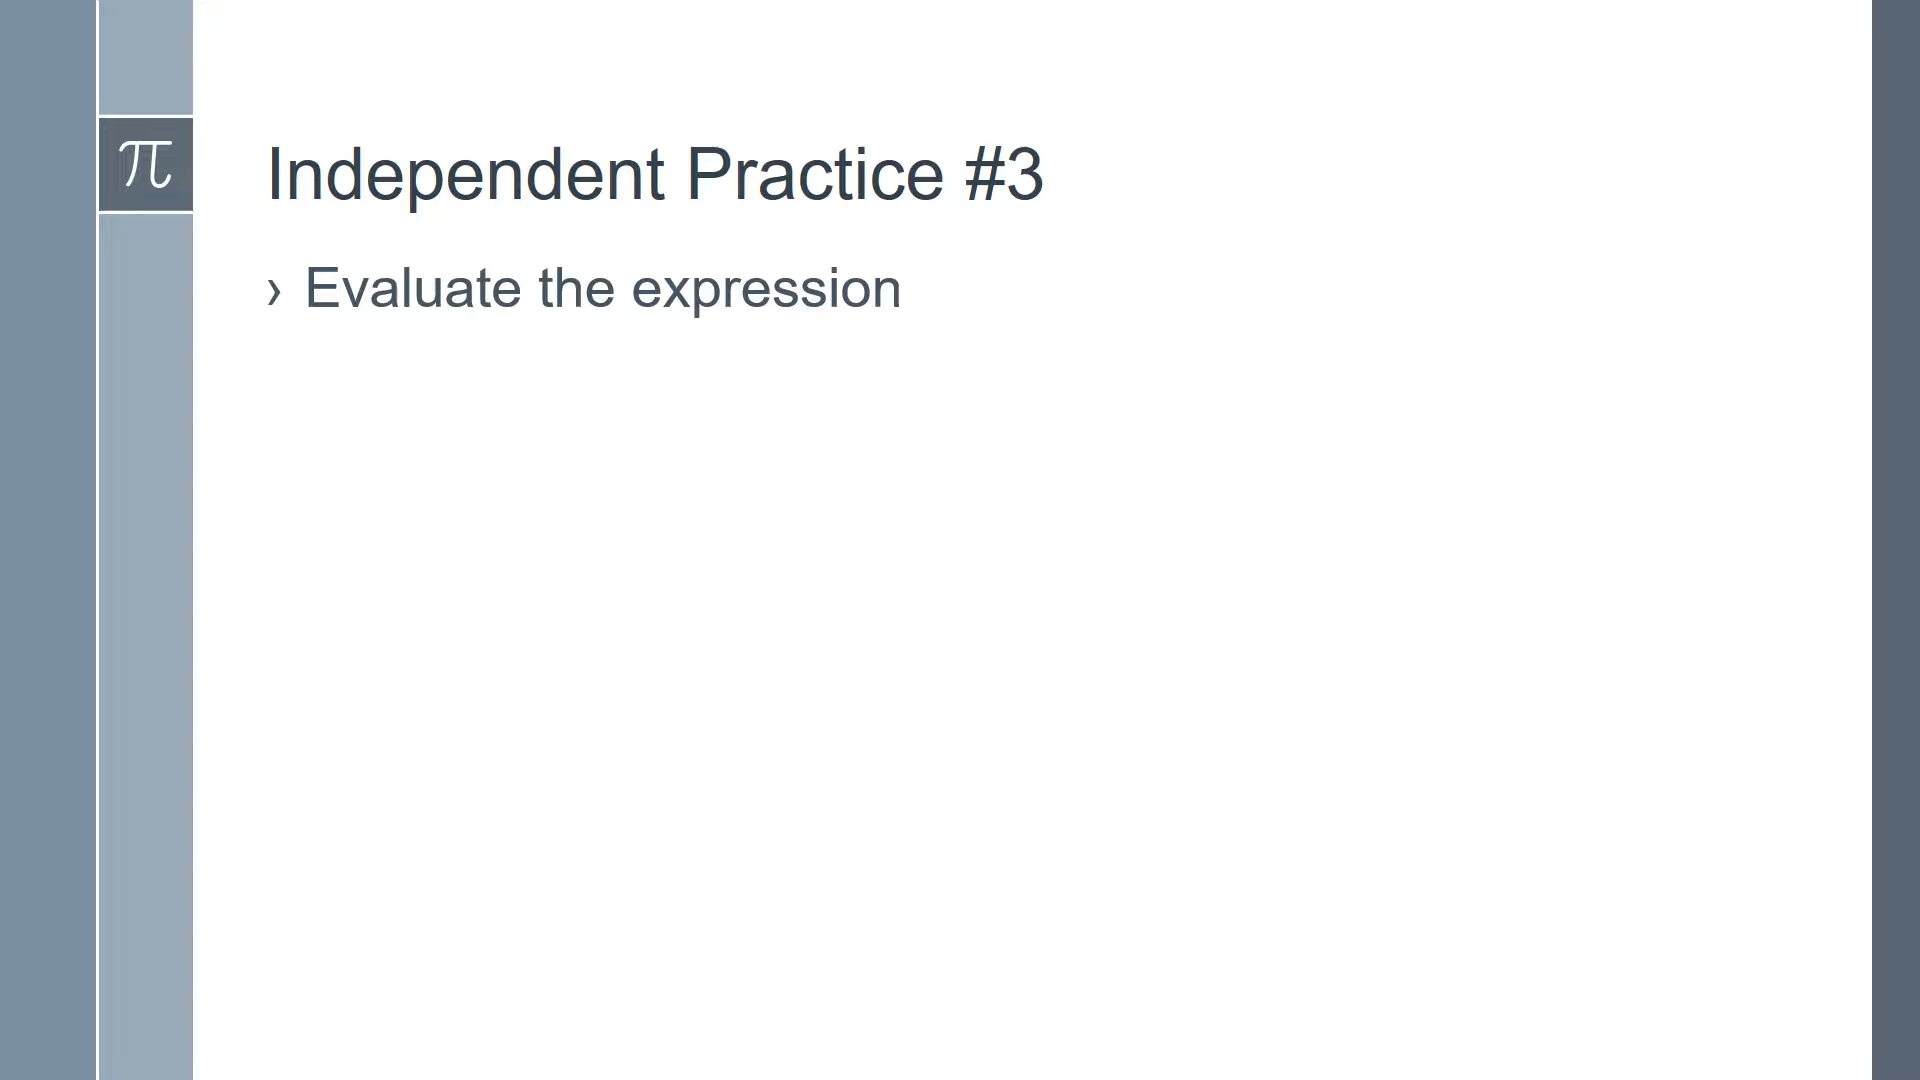 π
Independent Practice #3
› Evaluate the expression